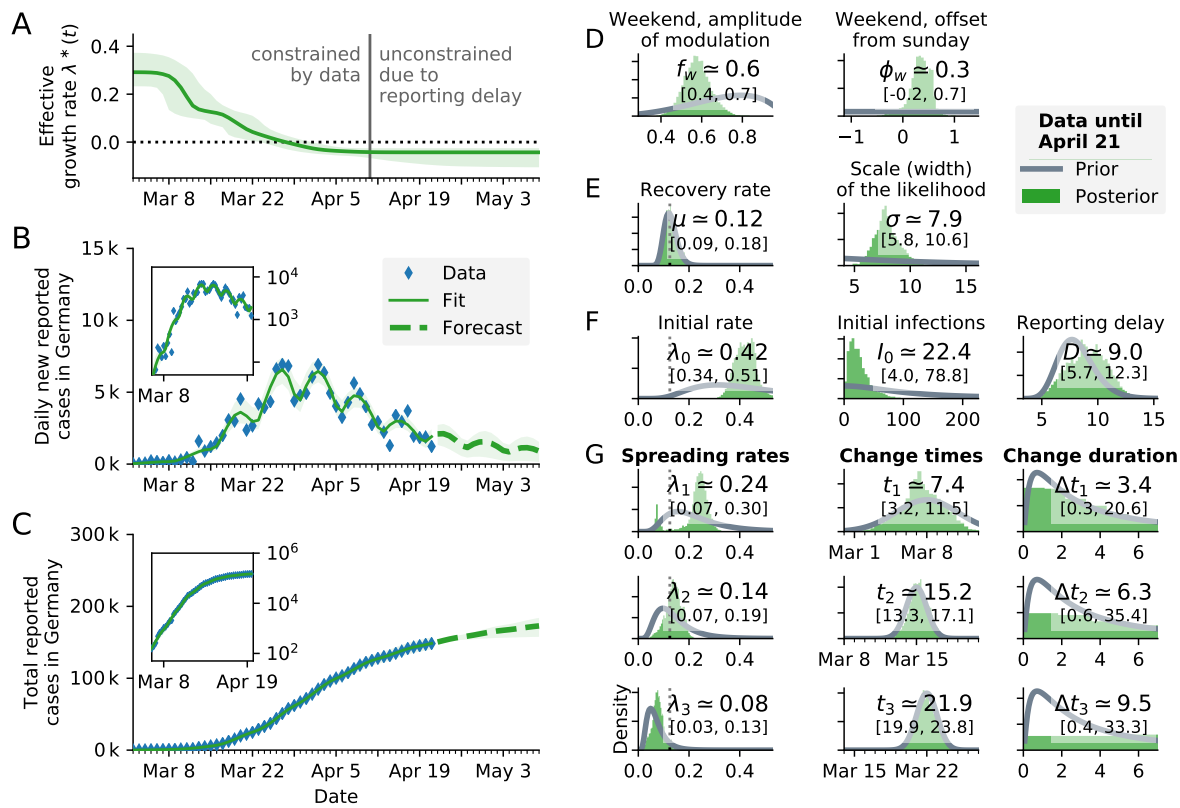 A
Effective
growth rate λ*(t)
0.4
0.2
0.0
constrained
by data
unconstrained
due to
reporting delay
Mar 8
Mar 22
Apr 5
Apr 19
May 3
B
Daily new reported
cases in Germany
15 k
10 k
5 k
0 k
10⁴
10³
Mar 8
Data
Fit
Forecast
Mar 8
Mar 22
Apr 5
Apr 19
May 3
C
Total reported
cases in Germany
300 k
200 k
100 k
0 k
10⁶
10⁴
10²
Mar 8
Apr 19
Mar 8
Mar 22
Apr 5
Apr 19
May 3
Date
D
Weekend, amplitude
of modulation
f_w ≃ 0.6
[0.4, 0.7]
0.4
0.6
0.8
Weekend, offset
from sunday
ϕ_w ≃ 0.3
[-0.2, 0.7]
−1
0
1
Data until
April 21
Prior
Posterior
E
Recovery rate
μ ≃ 0.12
[0.09, 0.18]
0.0
0.2
0.4
Scale (width)
of the likelihood
σ ≃ 7.9
[5.8, 10.6]
5
10
15
F
Initial rate
λ₀ ≃ 0.42
[0.34, 0.51]
0.0
0.2
0.4
Initial infections
I₀ ≃ 22.4
[4.0, 78.8]
0
100
200
Reporting delay
D ≃ 9.0
[5.7, 12.3]
5
10
15
G
Spreading rates
Change times
Change duration
λ₁ ≃ 0.24
[0.07, 0.30]
0.0
0.2
0.4
t₁ ≃ 7.4
[3.2, 11.5]
Mar 1
Mar 8
Δt₁ ≃ 3.4
[0.3, 20.6]
0
2
4
6
λ₂ ≃ 0.14
[0.07, 0.19]
0.0
0.2
0.4
t₂ ≃ 15.2
[13.3, 17.1]
Mar 8
Mar 15
Δt₂ ≃ 6.3
[0.6, 35.4]
0
2
4
6
Density
λ₃ ≃ 0.08
[0.03, 0.13]
0.0
0.2
0.4
t₃ ≃ 21.9
[19.9, 23.8]
Mar 15
Mar 22
Δt₃ ≃ 9.5
[0.4, 33.3]
0
2
4
6